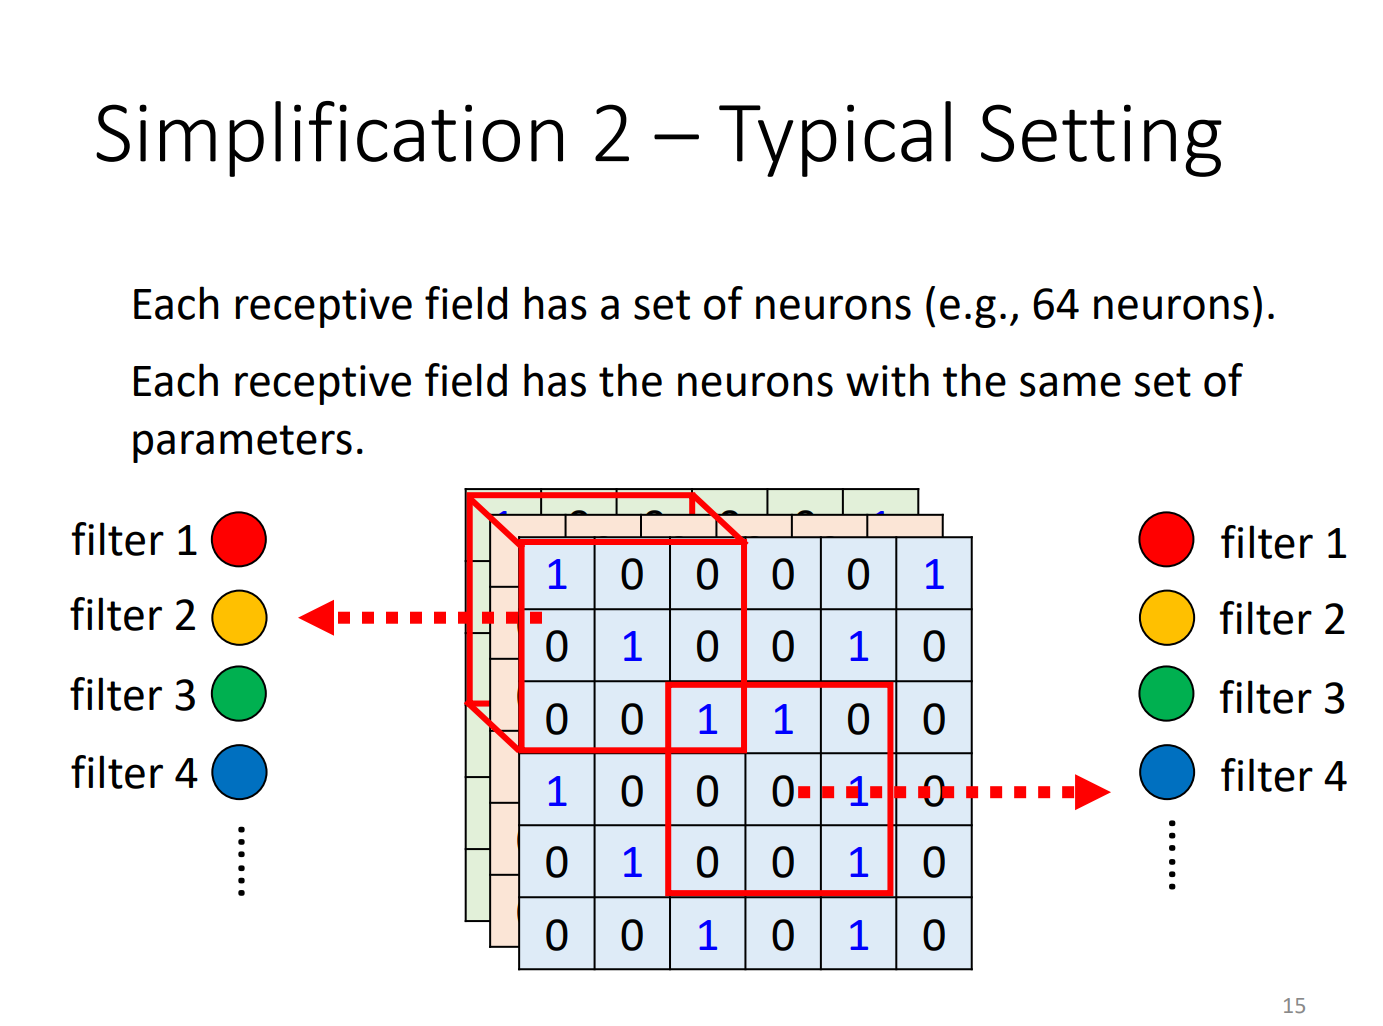 Simplification 2 – Typical Setting
Each receptive field has a set of neurons (e.g., 64 neurons).
Each receptive field has the neurons with the same set of
parameters.
filter 1
filter 2
filter 3
filter 4
1 0 0 0 0 1
0 1 0 0 1 0
0 0 1 1 0 0
1 0 0 0 1 0
0 1 0 0 1 0
0 0 1 0 1 0
filter 1
filter 2
filter 3
filter 4
15